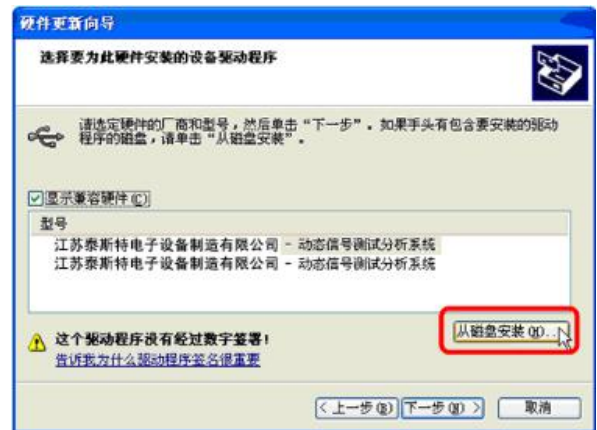 硬件更新向导
选择要为此硬件安装的设备驱动程序
请选定硬件的厂商和型号，然后单击“下一步”。如果手头有包含要安装的驱动
程序的磁盘，请单击“从磁盘安装”。
显示兼容硬件(C)
型号
江苏泰斯特电子设备制造有限公司 - 动态信号测试分析系统
江苏泰斯特电子设备制造有限公司 - 动态信号测试分析系统
这个驱动程序没有经过数字签署!
告诉我为什么驱动程序签名很重要
从磁盘安装(H)...
< 上一步(B) 下一步(N) > 取消